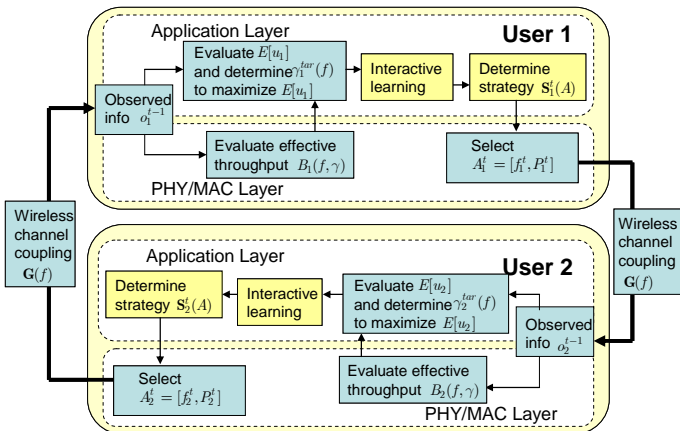 Application Layer
User 1
Evaluate E[u₁]
and determine γ₁ᵗᵃʳ(f)
to maximize E[u₁]
Interactive
learning
Determine
strategy S₁ᵗ(A)
Observed
info o₁ᵗ⁻¹
Evaluate effective
throughput B₁(f, γ)
Select
A₁ᵗ = [f₁ᵗ, P₁ᵗ]
PHY/MAC Layer
Wireless
channel
coupling
G(f)
Wireless
channel
coupling
G(f)
Application Layer
User 2
Determine
strategy S₂ᵗ(A)
Interactive
learning
Evaluate E[u₂]
and determine γ₂ᵗᵃʳ(f)
to maximize E[u₂]
Observed
info o₂ᵗ⁻¹
Select
A₂ᵗ = [f₂ᵗ, P₂ᵗ]
Evaluate effective
throughput B₂(f, γ)
PHY/MAC Layer